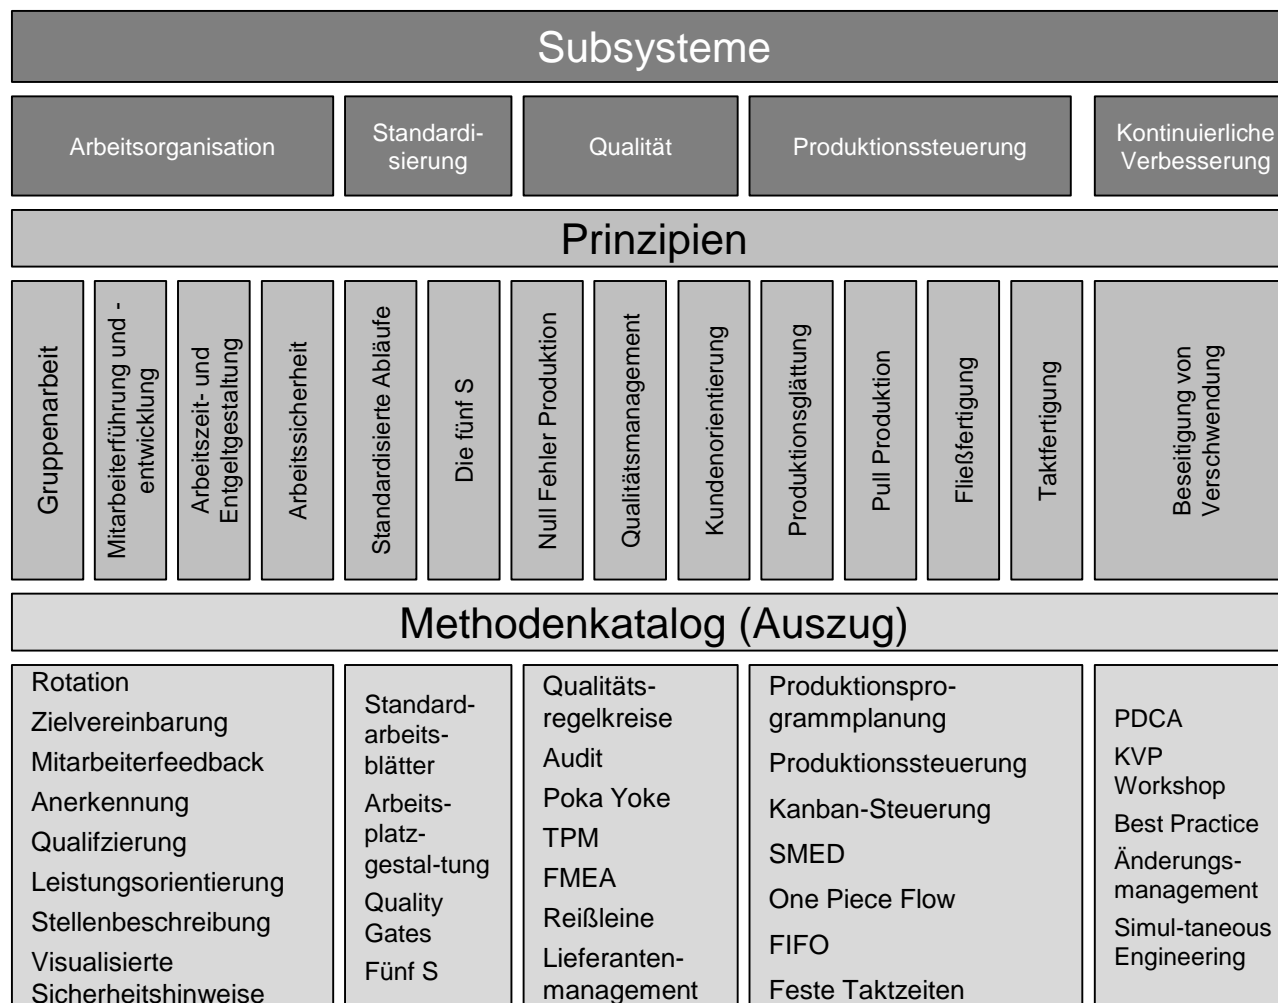 Subsysteme
Arbeitsorganisation
Standardi-
sierung
Qualität
Produktionssteuerung
Kontinuierliche
Verbesserung
Prinzipien
Gruppenarbeit
Mitarbeiterführung und -
entwicklung
Arbeitszeit- und
Entgeltgestaltung
Arbeitssicherheit
Standardisierte Abläufe
Die fünf S
Null Fehler Produktion
Qualitätsmanagement
Kundenorientierung
Produktionsglättung
Pull Produktion
Fließfertigung
Taktfertigung
Beseitigung von
Verschwendung
Methodenkatalog (Auszug)
Rotation
Zielvereinbarung
Mitarbeiterfeedback
Anerkennung
Qualifzierung
Leistungsorientierung
Stellenbeschreibung
Visualisierte
Sicherheitshinweise
Standard-
arbeits-
blätter
Arbeits-
platz-
gestal-tung
Quality
Gates
Fünf S
Qualitäts-
regelkreise
Audit
Poka Yoke
TPM
FMEA
Reißleine
Lieferanten-
management
Produktionspro-
grammplanung
Produktionssteuerung
Kanban-Steuerung
SMED
One Piece Flow
FIFO
Feste Taktzeiten
PDCA
KVP
Workshop
Best Practice
Änderungs-
management
Simul-taneous
Engineering